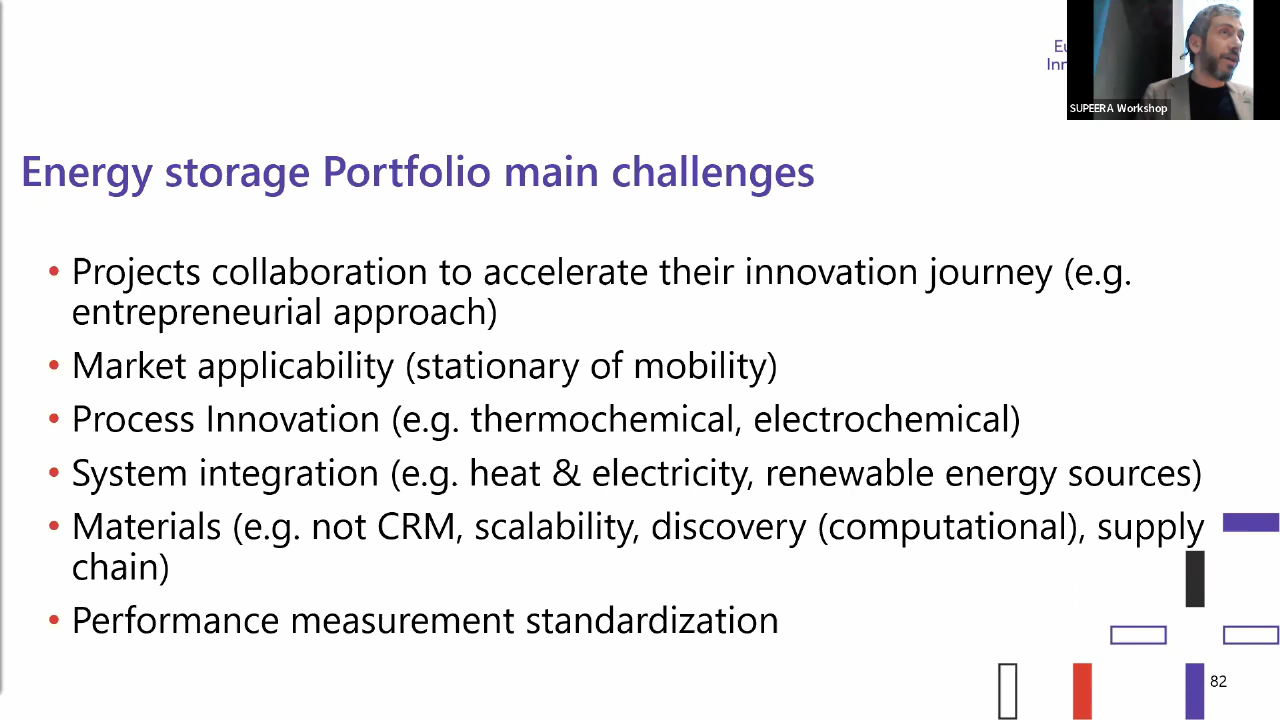 Eu
Inn
SUPEERA Workshop
Energy storage Portfolio main challenges
• Projects collaboration to accelerate their innovation journey (e.g.
entrepreneurial approach)
• Market applicability (stationary of mobility)
• Process Innovation (e.g. thermochemical, electrochemical)
• System integration (e.g. heat & electricity, renewable energy sources)
• Materials (e.g. not CRM, scalability, discovery (computational), supply
chain)
• Performance measurement standardization
82